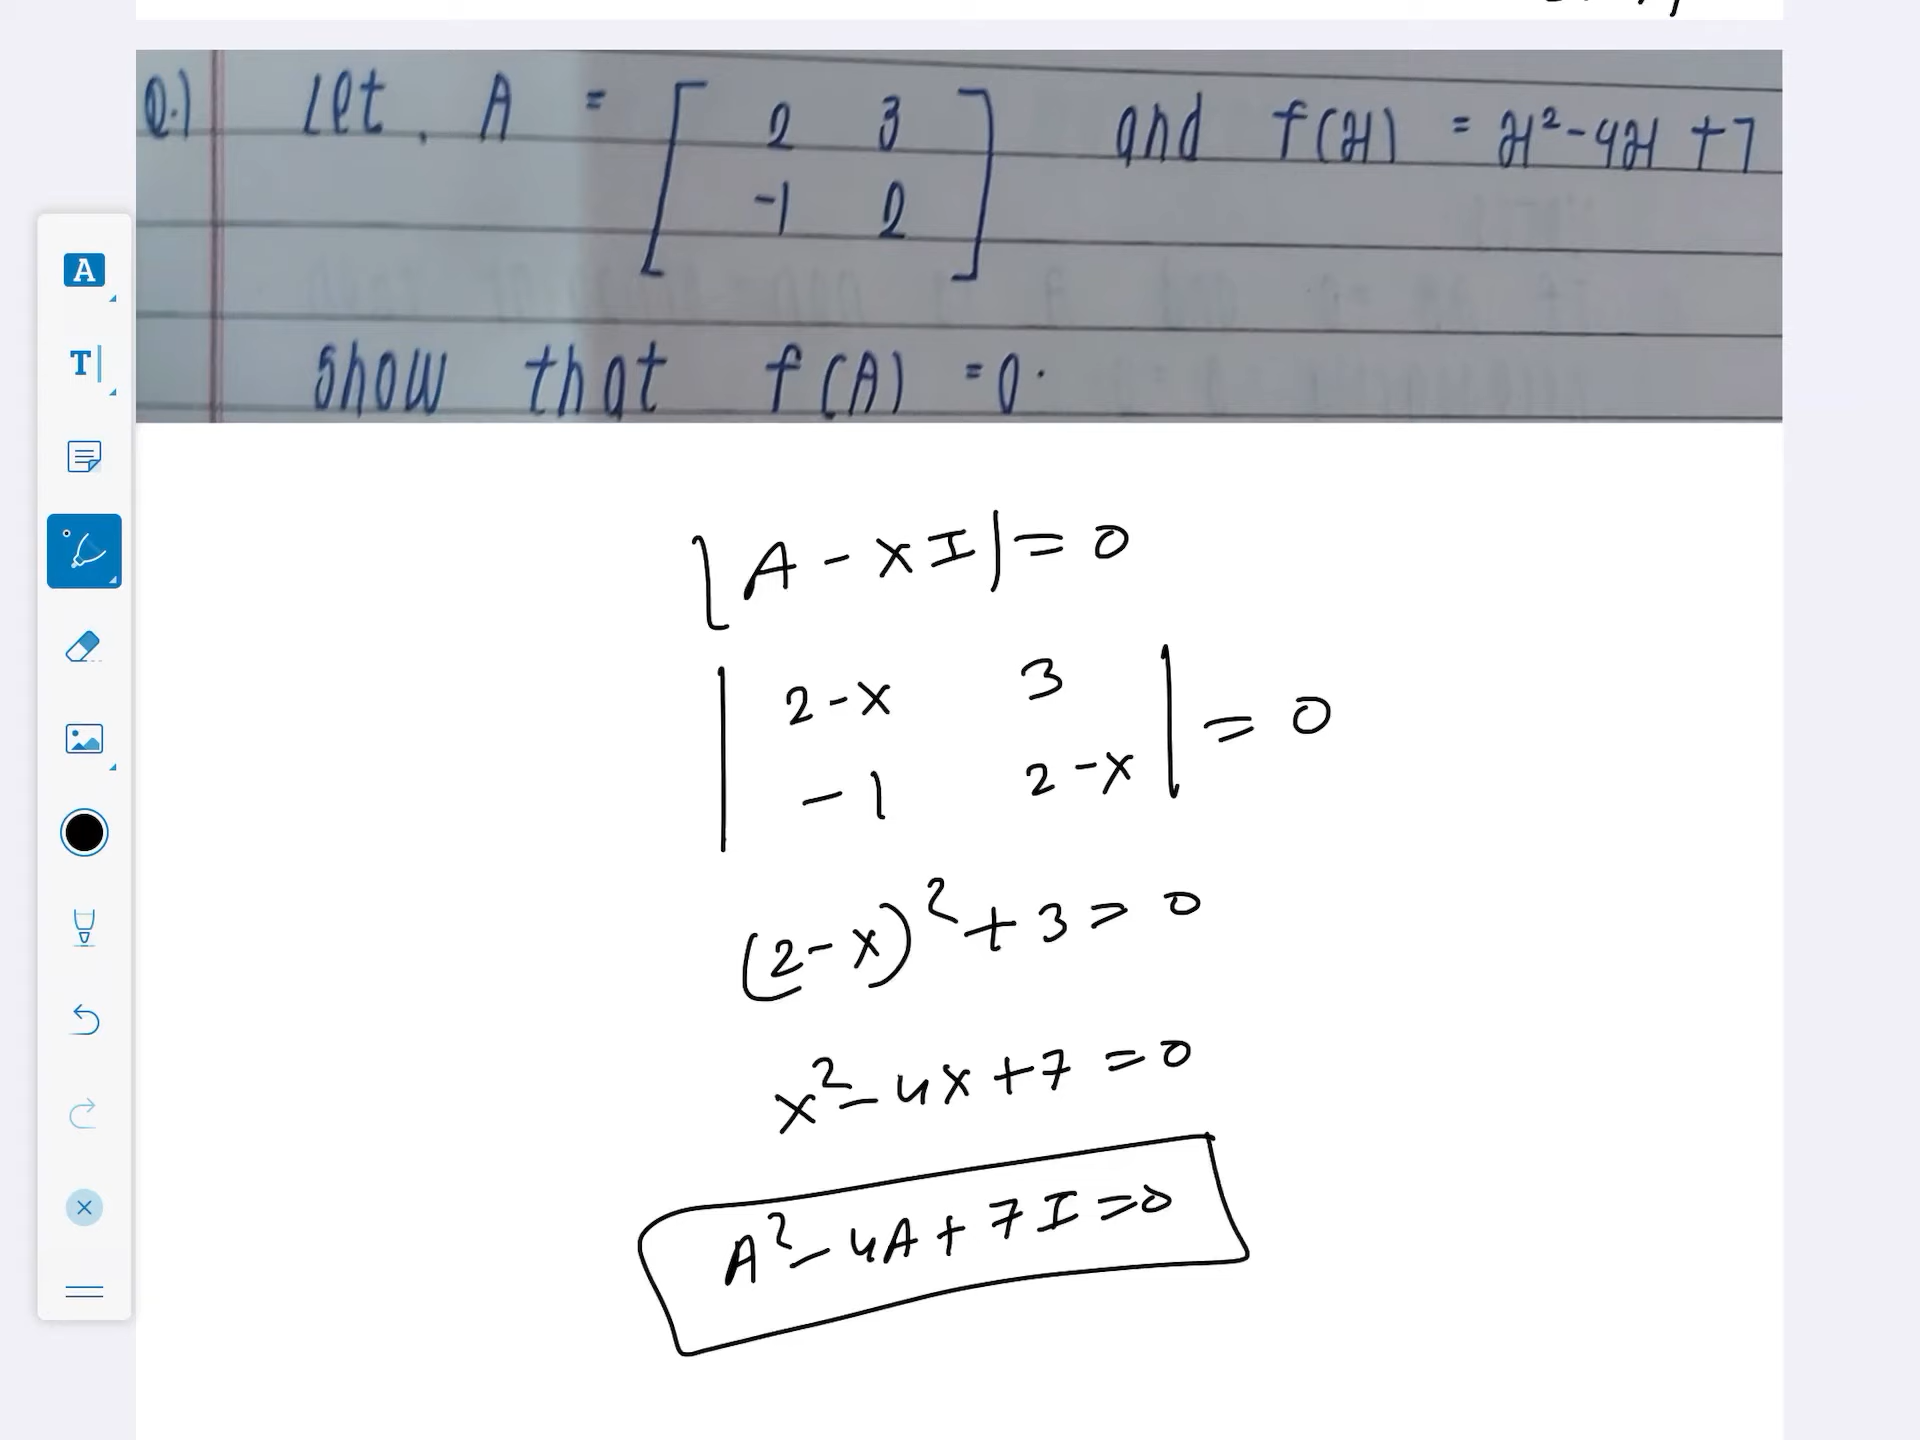 Q.) Let, A = [ 2 3 ] and f(x) = x² - 4x + 7
[ -1 2 ]
show that f(A) = 0.
|A - xI| = 0
| 2-x 3 |
| -1 2-x | = 0
(2-x)² + 3 = 0
x² - 4x + 7 = 0
A² - 4A + 7I = 0
A
T|